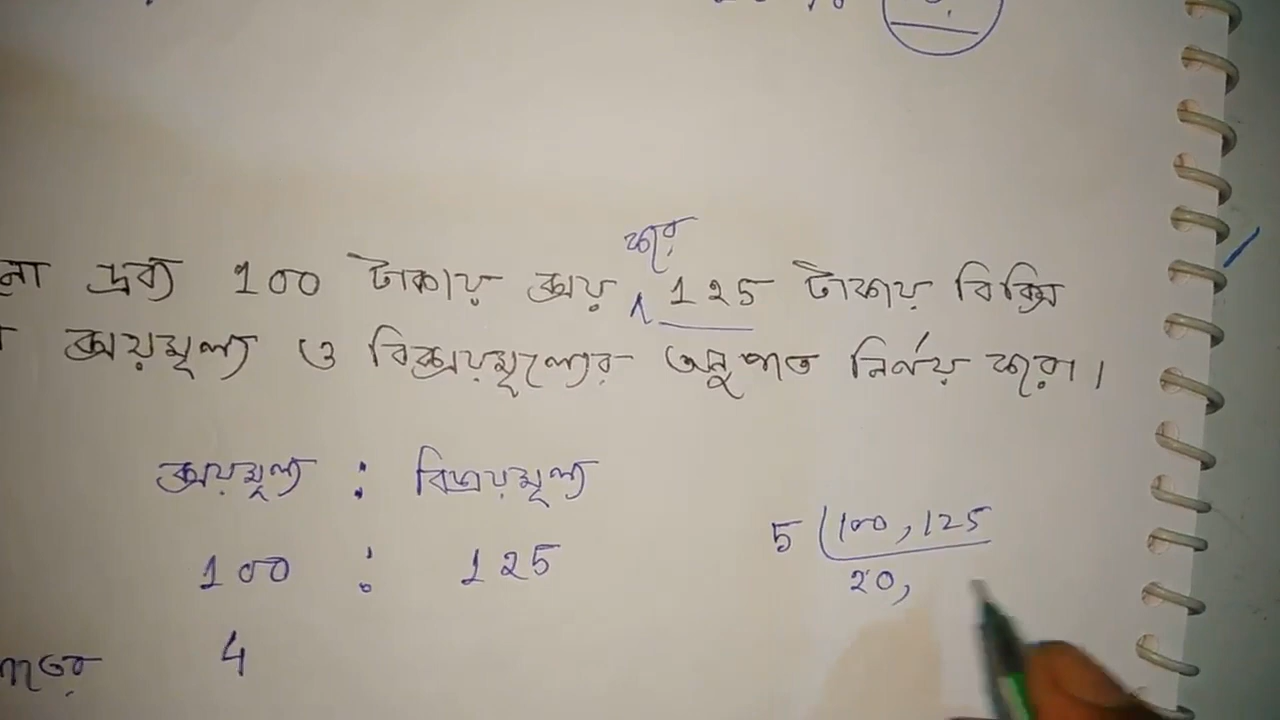 করে
দ্রব্য 100 টাকায় ক্রয় ৴ 125 টাকায় বিক্রি
ক্রয়মূল্য ও বিক্রয়মূল্যের অনুপাত নির্ণয় করো।
ক্রয়মূল্য : বিক্রয়মূল্য
100 : 125
5 (100, 125
20,
4